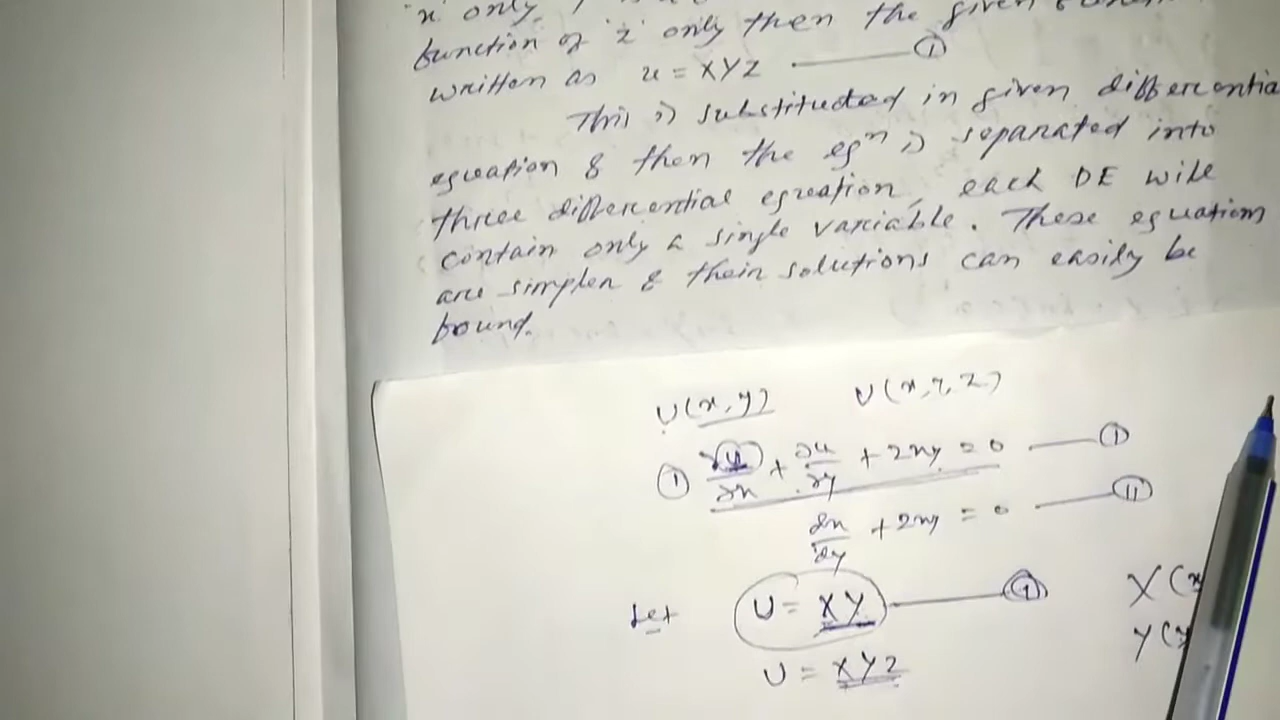 'x' only,
function of 'z' only then the given
written as u = XYZ ——— (1)
This is substituted in given differential
equation & then the eqn is separated into
three differential equation, each DE will
contain only a single variable. These equations
are simpler & their solutions can easily be
found.
U(x,y) U(x,y,z)
(1) ∂u/∂x + ∂u/∂y + 2xy = 0 ——— (1)
∂x/∂y + 2xy = 0 ——— (11)
Let U = XY ———
X(x
Y(y
U = XYZ